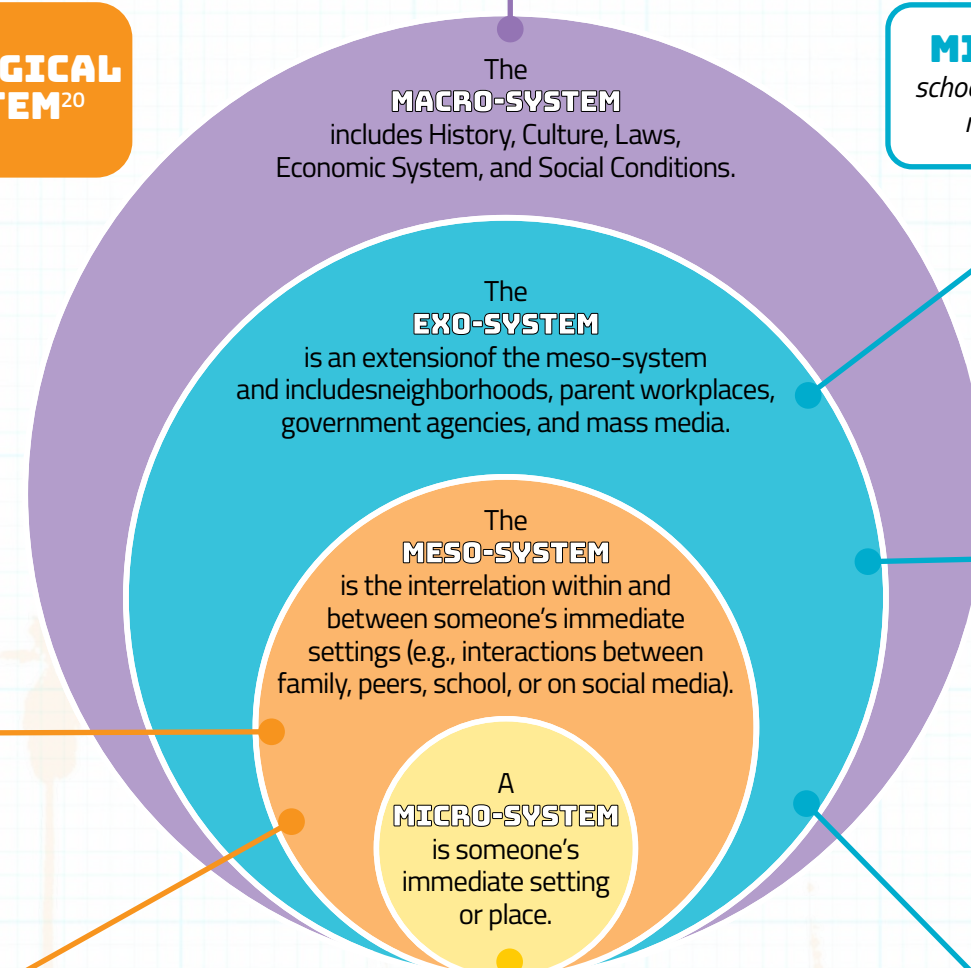 GICAL
TEM20
The
MACRO-SYSTEM
includes History, Culture, Laws,
Economic System, and Social Conditions.
The
EXO-SYSTEM
is an extensionof the meso-system
and includesneighborhoods, parent workplaces,
government agencies, and mass media.
The
MESO-SYSTEM
is the interrelation within and
between someone’s immediate
settings (e.g., interactions between
family, peers, school, or on social media).
A
MICRO-SYSTEM
is someone’s
immediate setting
or place.